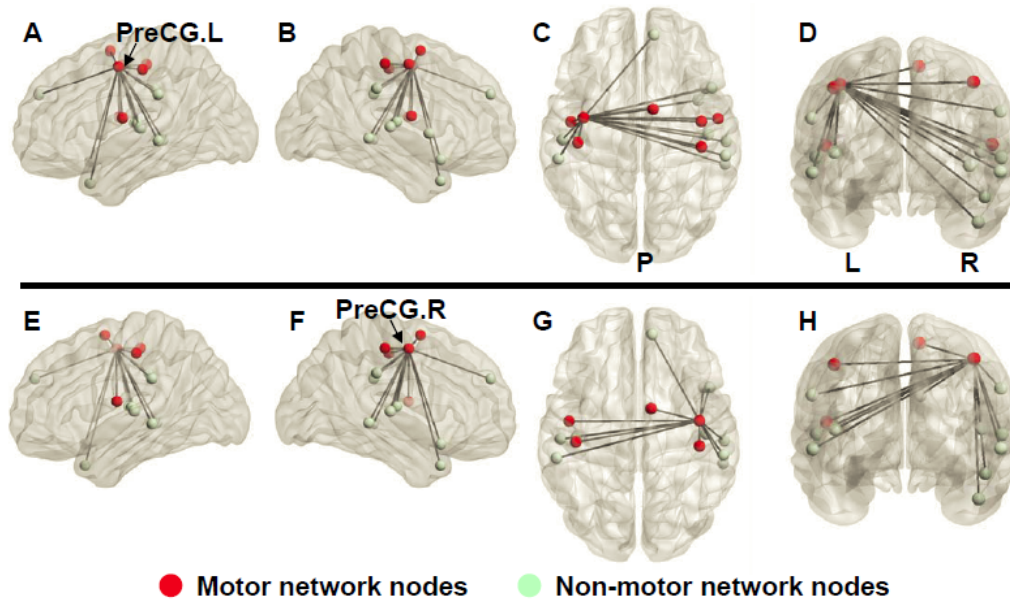 A PreCG.L B C D
P L R
E F PreCG.R G H
Motor network nodes Non-motor network nodes